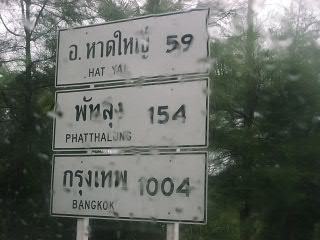 อ.หาดใหญ่ 59
HAT YAI
พัทลุง 154
PHATTHALUNG
กรุงเทพ 1004
BANGKOK